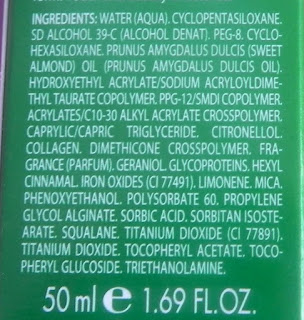 INGREDIENTS: WATER (AQUA). CYCLOPENTASILOXANE.
SD ALCOHOL 39-C (ALCOHOL DENAT). PEG-8. CYCLO-
HEXASILOXANE. PRUNUS AMYGDALUS DULCIS (SWEET
ALMOND) OIL (PRUNUS AMYGDALUS DULCIS OIL).
HYDROXYETHYL ACRYLATE/SODIUM ACRYLOYLDIME-
THYL TAURATE COPOLYMER. PPG-12/SMDI COPOLYMER.
ACRYLATES/C10-30 ALKYL ACRYLATE CROSSPOLYMER.
CAPRYLIC/CAPRIC TRIGLYCERIDE. CITRONELLOL.
COLLAGEN. DIMETHICONE CROSSPOLYMER. FRA-
GRANCE (PARFUM). GERANIOL. GLYCOPROTEINS. HEXYL
CINNAMAL. IRON OXIDES (CI 77491). LIMONENE. MICA.
PHENOXYETHANOL. POLYSORBATE 60. PROPYLENE
GLYCOL ALGINATE. SORBIC ACID. SORBITAN ISOSTE-
ARATE. SQUALANE. TITANIUM DIOXIDE (CI 77891).
TITANIUM DIOXIDE. TOCOPHERYL ACETATE. TOCO-
PHERYL GLUCOSIDE. TRIETHANOLAMINE.
50 ml e 1.69 FL.OZ.